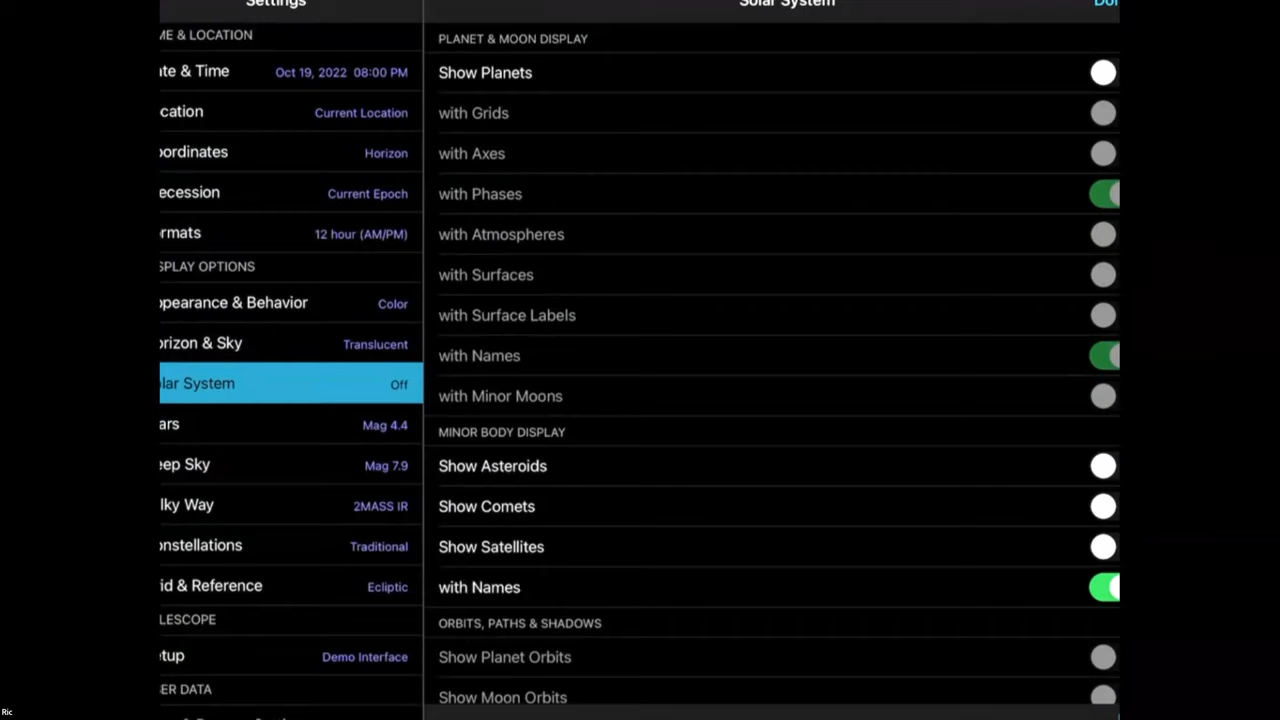 Settings
Solar System
Don
ME & LOCATION
ate & Time Oct 19, 2022 08:00 PM
cation Current Location
oordinates Horizon
ecession Current Epoch
rmats 12 hour (AM/PM)
SPLAY OPTIONS
ppearance & Behavior Color
orizon & Sky Translucent
olar System Off
ars Mag 4.4
eep Sky Mag 7.9
lky Way 2MASS IR
onstellations Traditional
id & Reference Ecliptic
LESCOPE
tup Demo Interface
ER DATA
PLANET & MOON DISPLAY
Show Planets
with Grids
with Axes
with Phases
with Atmospheres
with Surfaces
with Surface Labels
with Names
with Minor Moons
MINOR BODY DISPLAY
Show Asteroids
Show Comets
Show Satellites
with Names
ORBITS, PATHS & SHADOWS
Show Planet Orbits
Show Moon Orbits
Ric